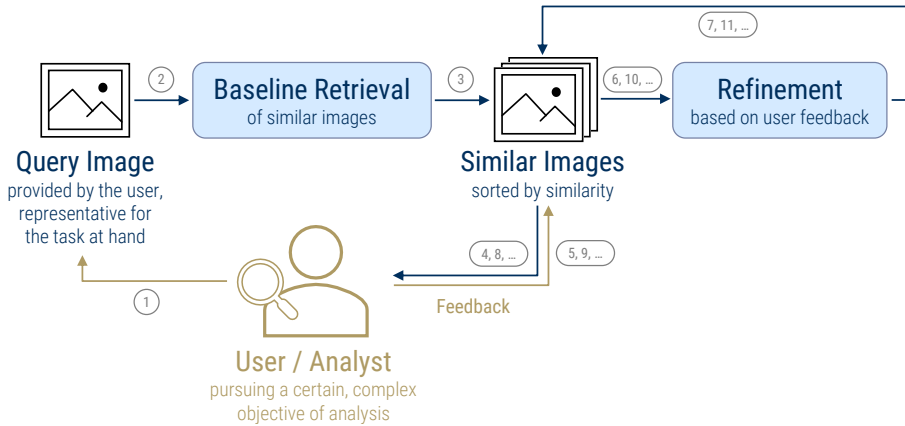 7, 11, ...
2
3
6, 10, ...
Baseline Retrieval
of similar images
Refinement
based on user feedback
Query Image
provided by the user,
representative for
the task at hand
Similar Images
sorted by similarity
4, 8, ...
5, 9, ...
1
Feedback
User / Analyst
pursuing a certain, complex
objective of analysis